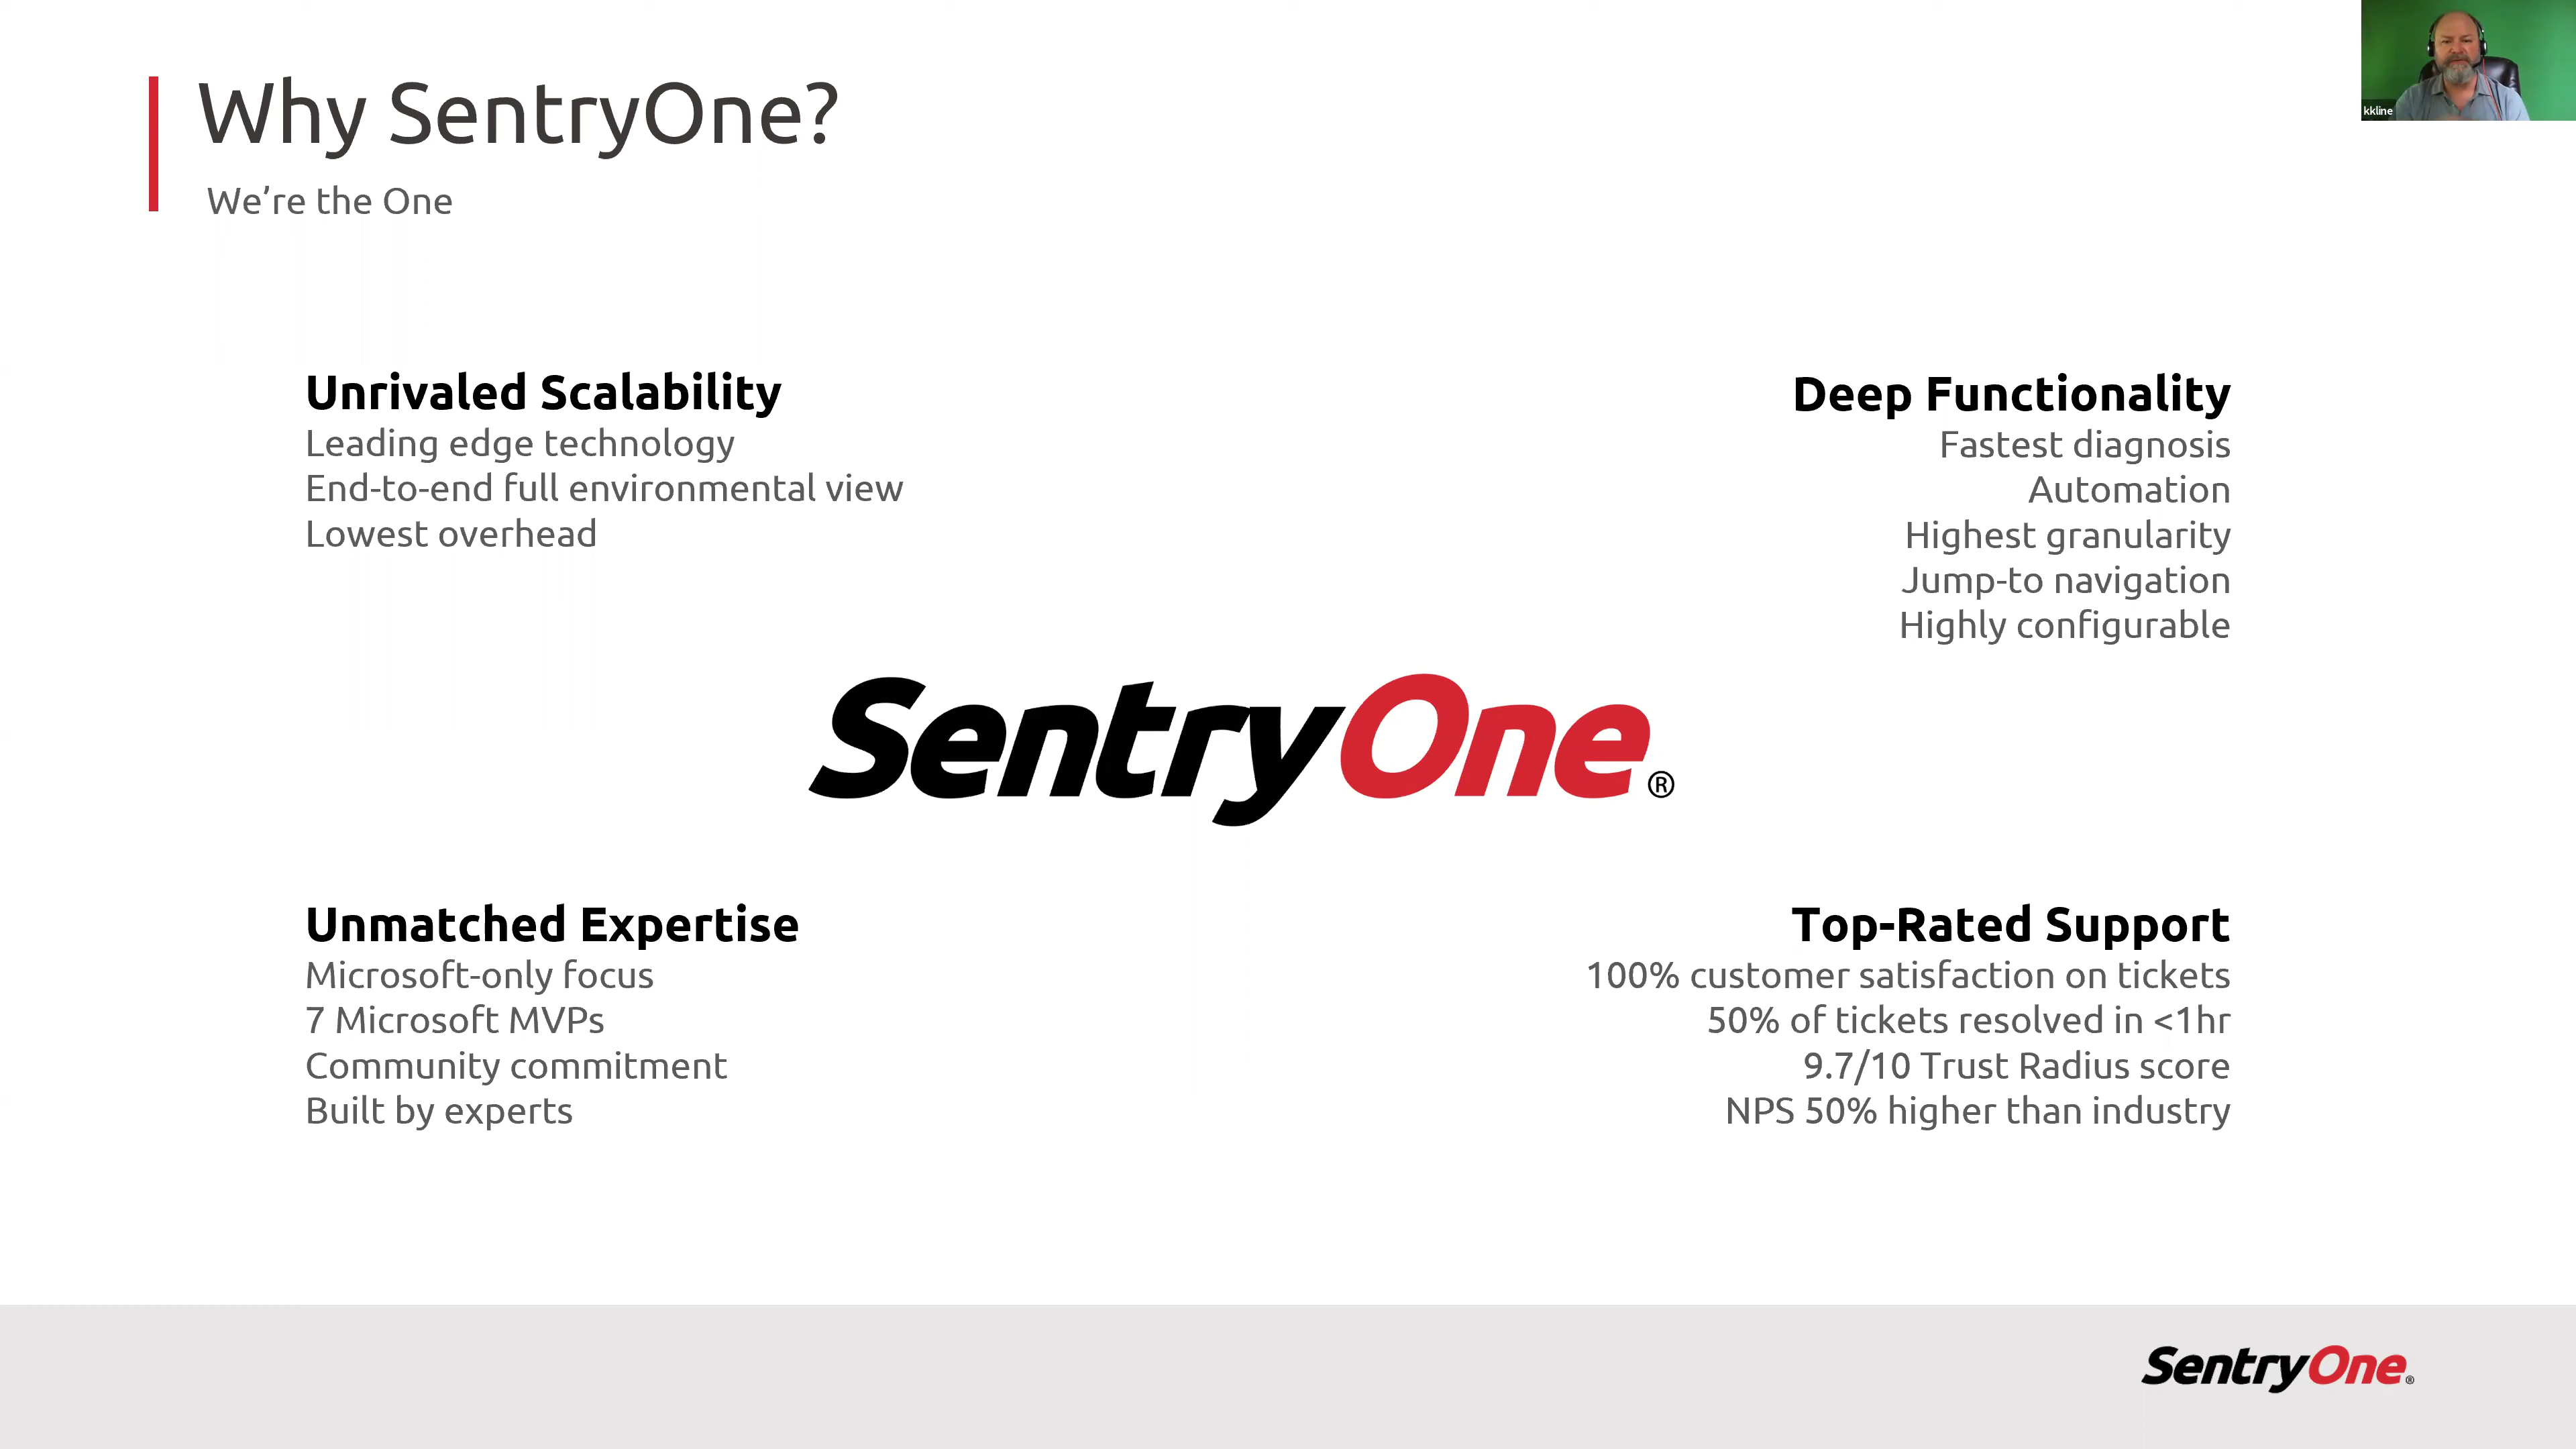 Why SentryOne?
We’re the One
kkline
Unrivaled Scalability
Leading edge technology
End-to-end full environmental view
Lowest overhead
Deep Functionality
Fastest diagnosis
Automation
Highest granularity
Jump-to navigation
Highly configurable
SentryOne®
Unmatched Expertise
Microsoft-only focus
7 Microsoft MVPs
Community commitment
Built by experts
Top-Rated Support
100% customer satisfaction on tickets
50% of tickets resolved in <1hr
9.7/10 Trust Radius score
NPS 50% higher than industry
SentryOne®